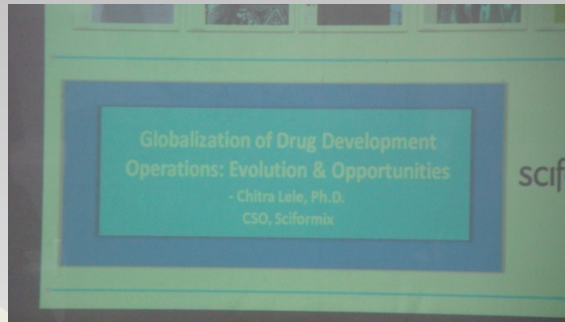 Globalization of Drug Development
Operations: Evolution & Opportunities
- Chitra Lele, Ph.D.
CSO, Sciformix
scif